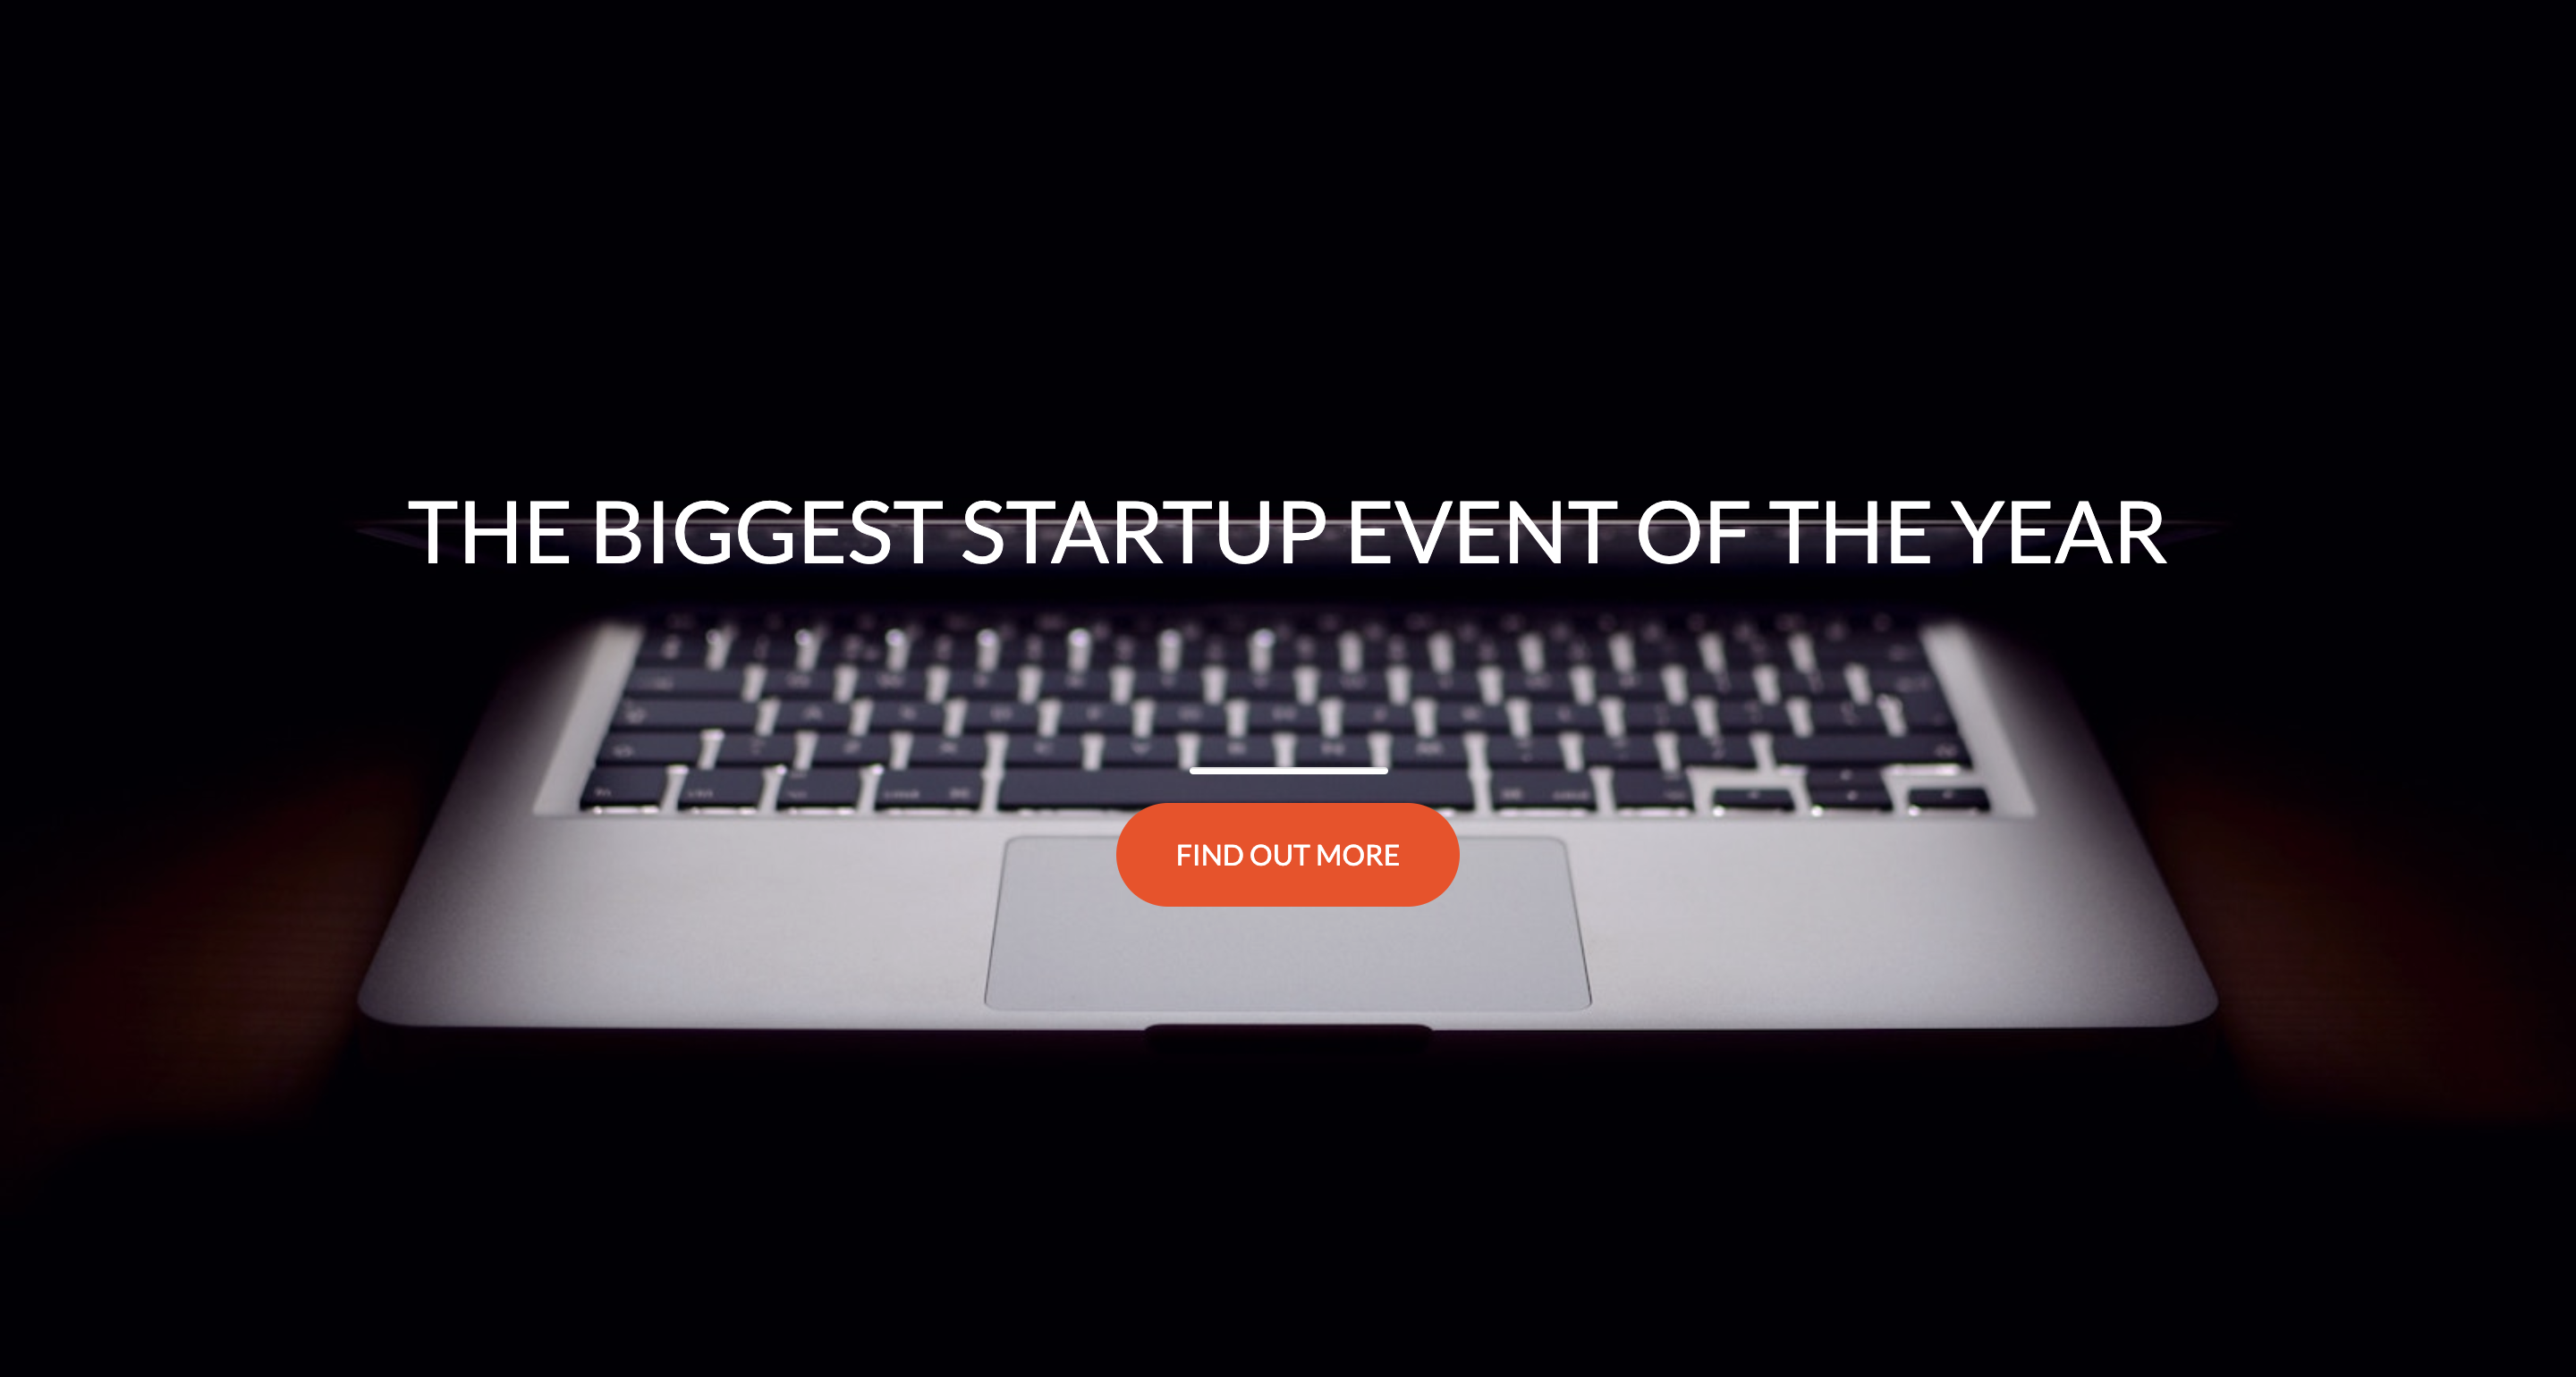 THE BIGGEST STARTUP EVENT OF THE YEAR
FIND OUT MORE